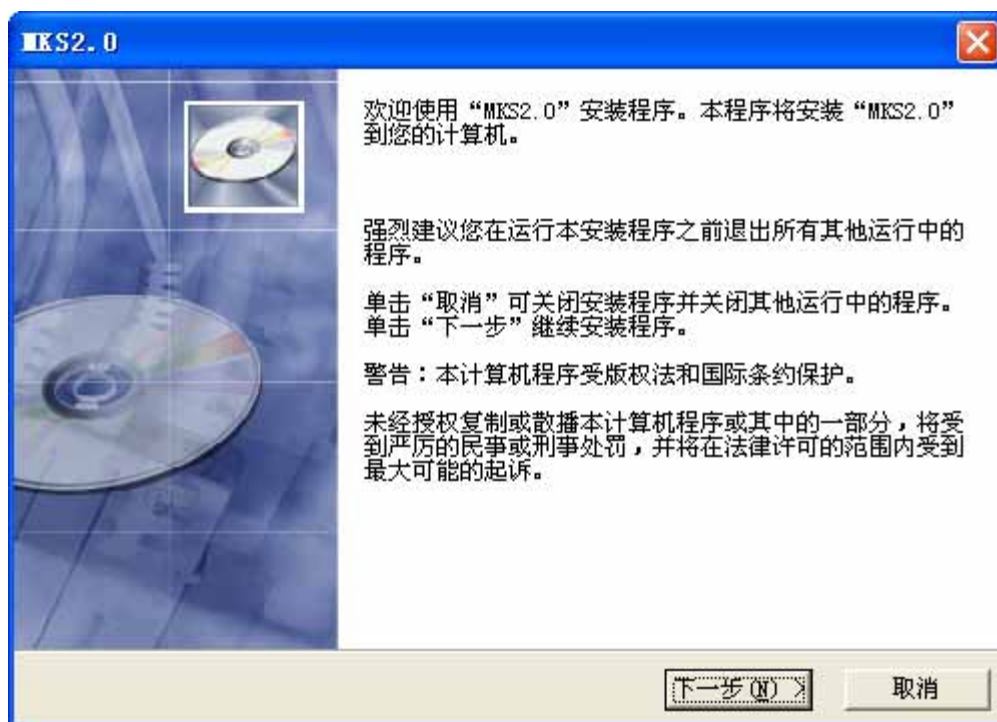 MKS2.0
欢迎使用“MKS2.0”安装程序。本程序将安装“MKS2.0”
到您的计算机。
强烈建议您在运行本安装程序之前退出所有其他运行中的
程序。
单击“取消”可关闭安装程序并关闭其他运行中的程序。
单击“下一步”继续安装程序。
警告：本计算机程序受版权法和国际条约保护。
未经授权复制或散播本计算机程序或其中的一部分，将受
到严厉的民事或刑事处罚，并将在法律许可的范围内受到
最大可能的起诉。
下一步(N) >
取消